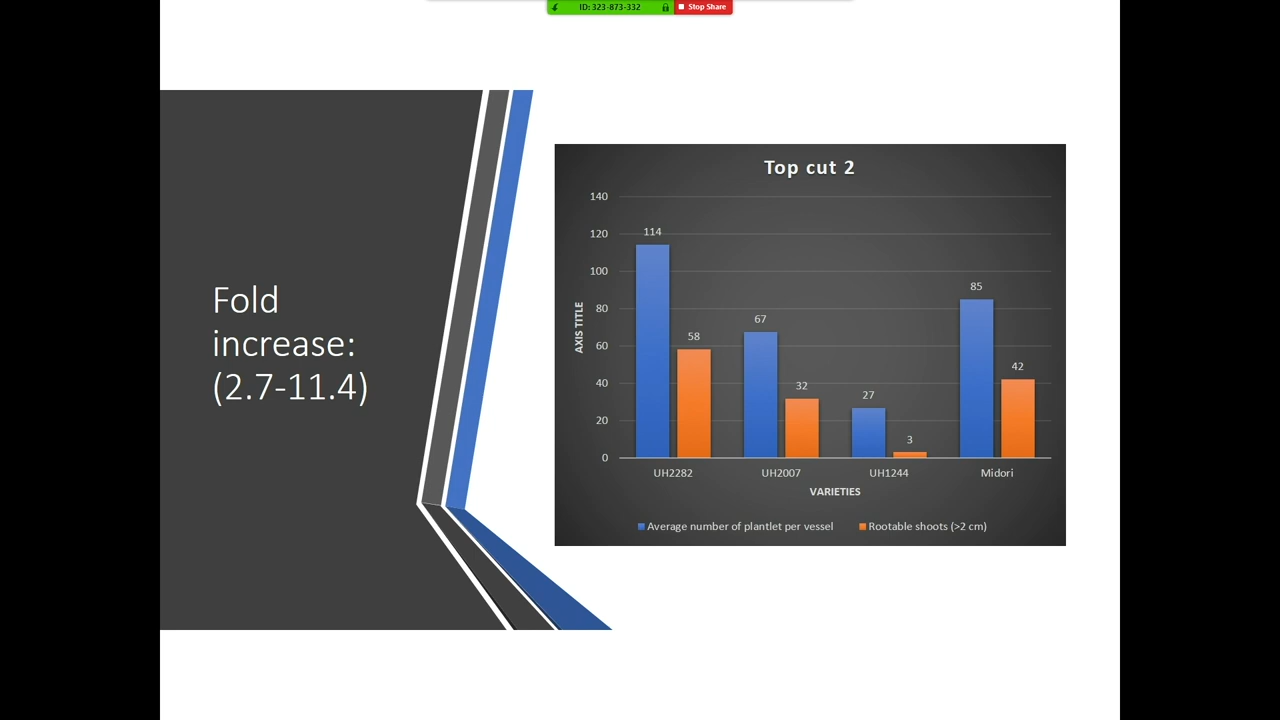 ID: 323-873-332
Stop Share
Fold
increase:
(2.7-11.4)
Top cut 2
140
120
100
80
60
40
20
0
AXIS TITLE
114
58
67
32
27
3
85
42
UH2282
UH2007
UH1244
Midori
VARIETIES
Average number of plantlet per vessel
Rootable shoots (>2 cm)